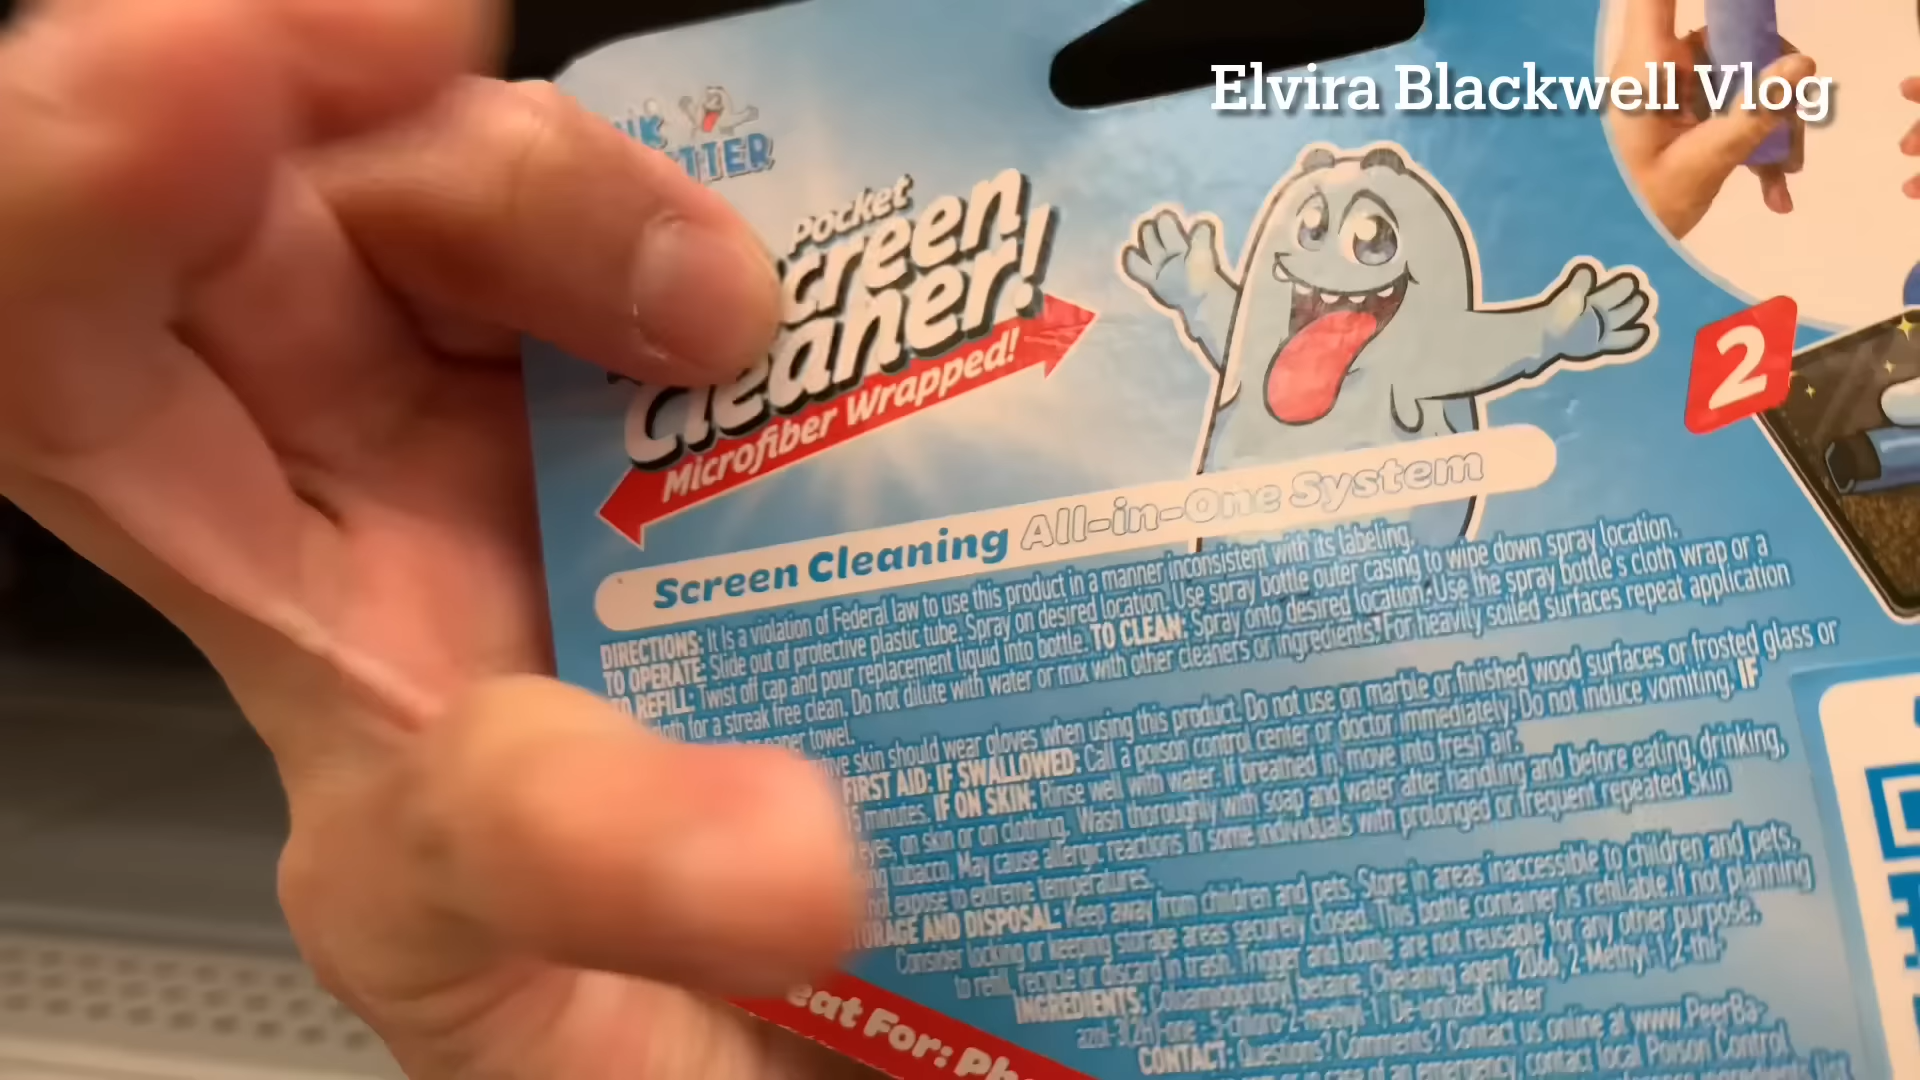 Elvira Blackwell Vlog
Pocket
Screen
Cleaner!
Microfiber Wrapped!
2
Screen Cleaning All-in-One System
DIRECTIONS: It is a violation of Federal law to use this product in a manner inconsistent with its labeling.
TO OPERATE: Slide out of protective plastic tube. Spray on desired location. Use spray bottle outer casing to wipe down spray location.
TO REFILL: Twist off cap and pour replacement liquid into bottle. TO CLEAN: Spray onto desired location. Use the spray bottle's cloth wrap or a
cloth for a streak free clean. Do not dilute with water or mix with other cleaners or ingredients. For heavily soiled surfaces repeat application
paper towel.
skin should wear gloves when using this product. Do not use on marble or finished wood surfaces or frosted glass or
FIRST AID: IF SWALLOWED: Call a poison control center or doctor immediately. Do not induce vomiting. IF
minutes. IF ON SKIN: Rinse well with water. If breathed in, move into fresh air.
eyes, on skin or on clothing. Wash thoroughly with soap and water after handling and before eating, drinking,
tobacco. May cause allergic reactions in some individuals with prolonged or frequent repeated skin
not expose to extreme temperatures.
STORAGE AND DISPOSAL: Keep away from children and pets. Store in areas inaccessible to children and pets.
Consider locking or keeping storage areas securely closed. This bottle container is refillable. If not planning
to refill, recycle or discard in trash. Trigger and bottle are not reusable for any other purpose.
INGREDIENTS: betaine, Chelating agent
De-ionized Water
CONTACT: Questions? Comments? Contact us online at www.PeerBa-
in case of an emergency, contact local Poison Control
eat For: